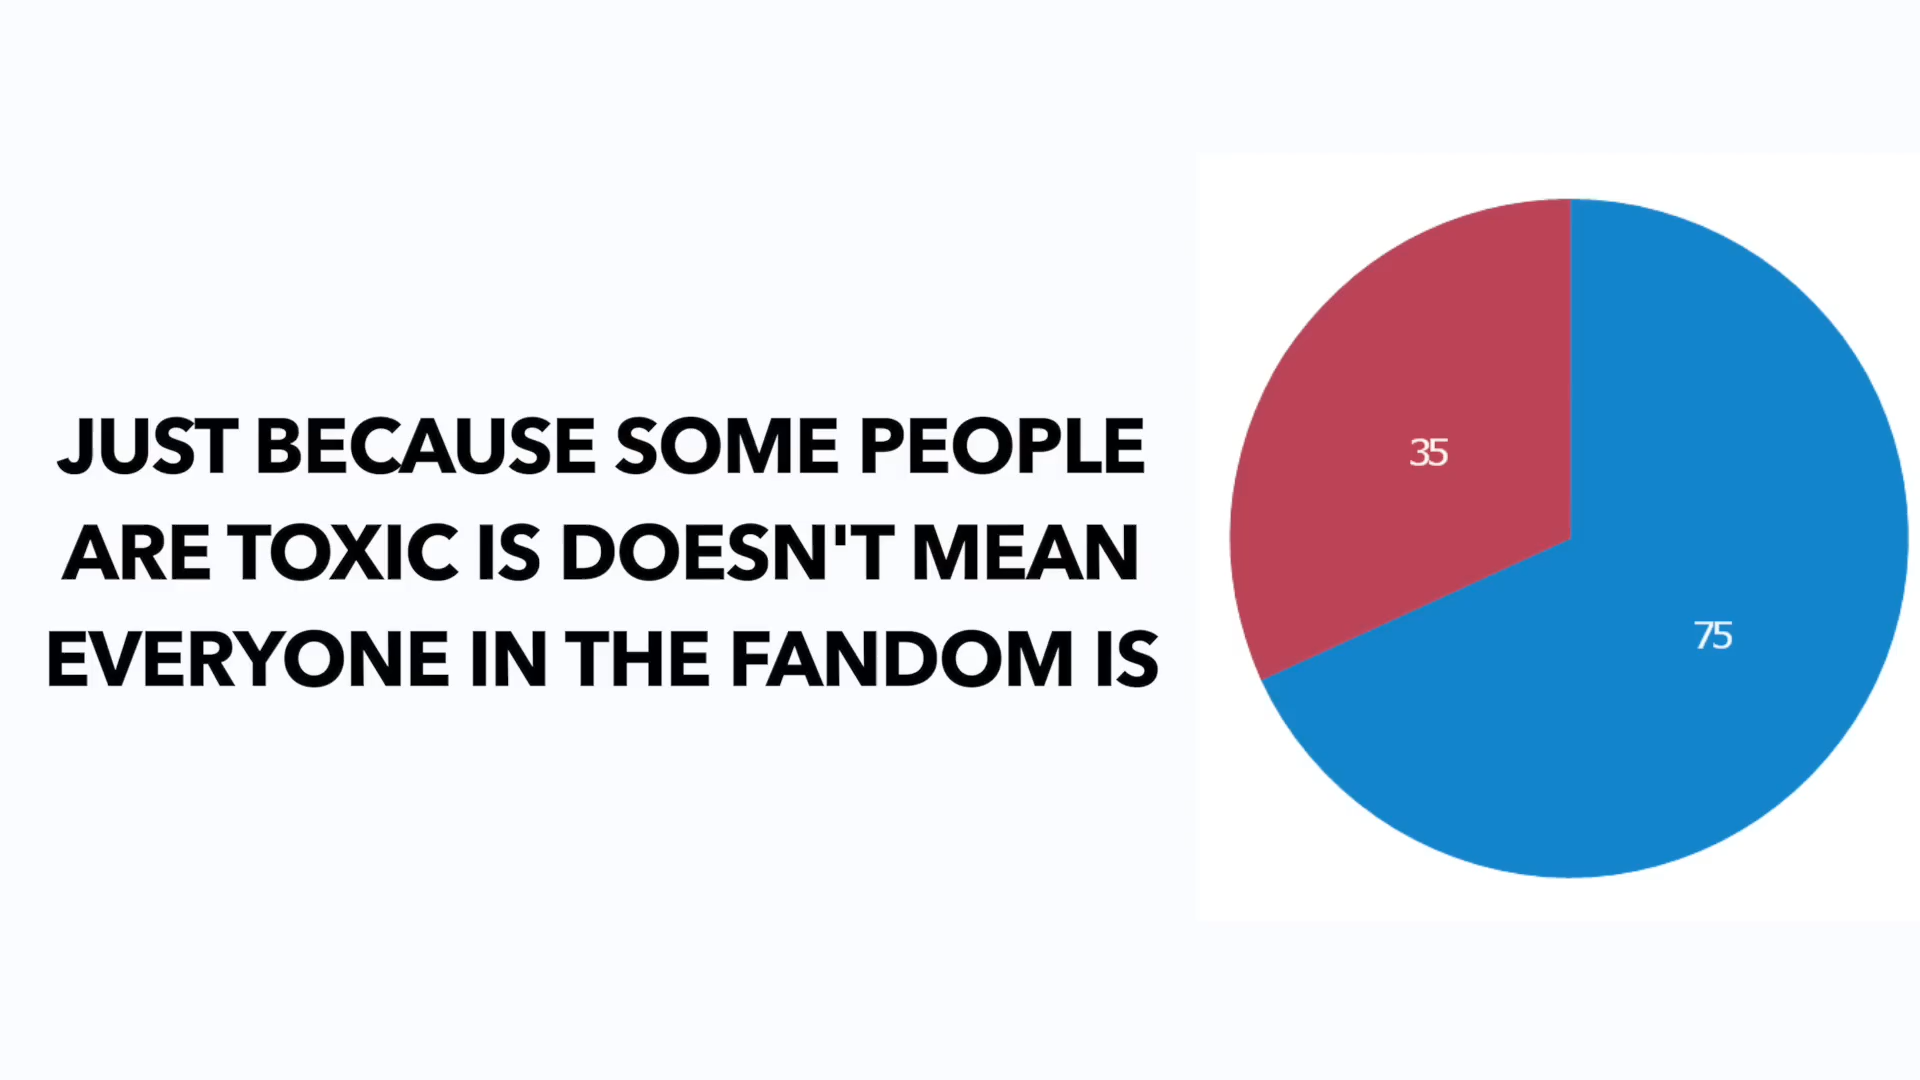 JUST BECAUSE SOME PEOPLE
ARE TOXIC IS DOESN'T MEAN
EVERYONE IN THE FANDOM IS
35
75